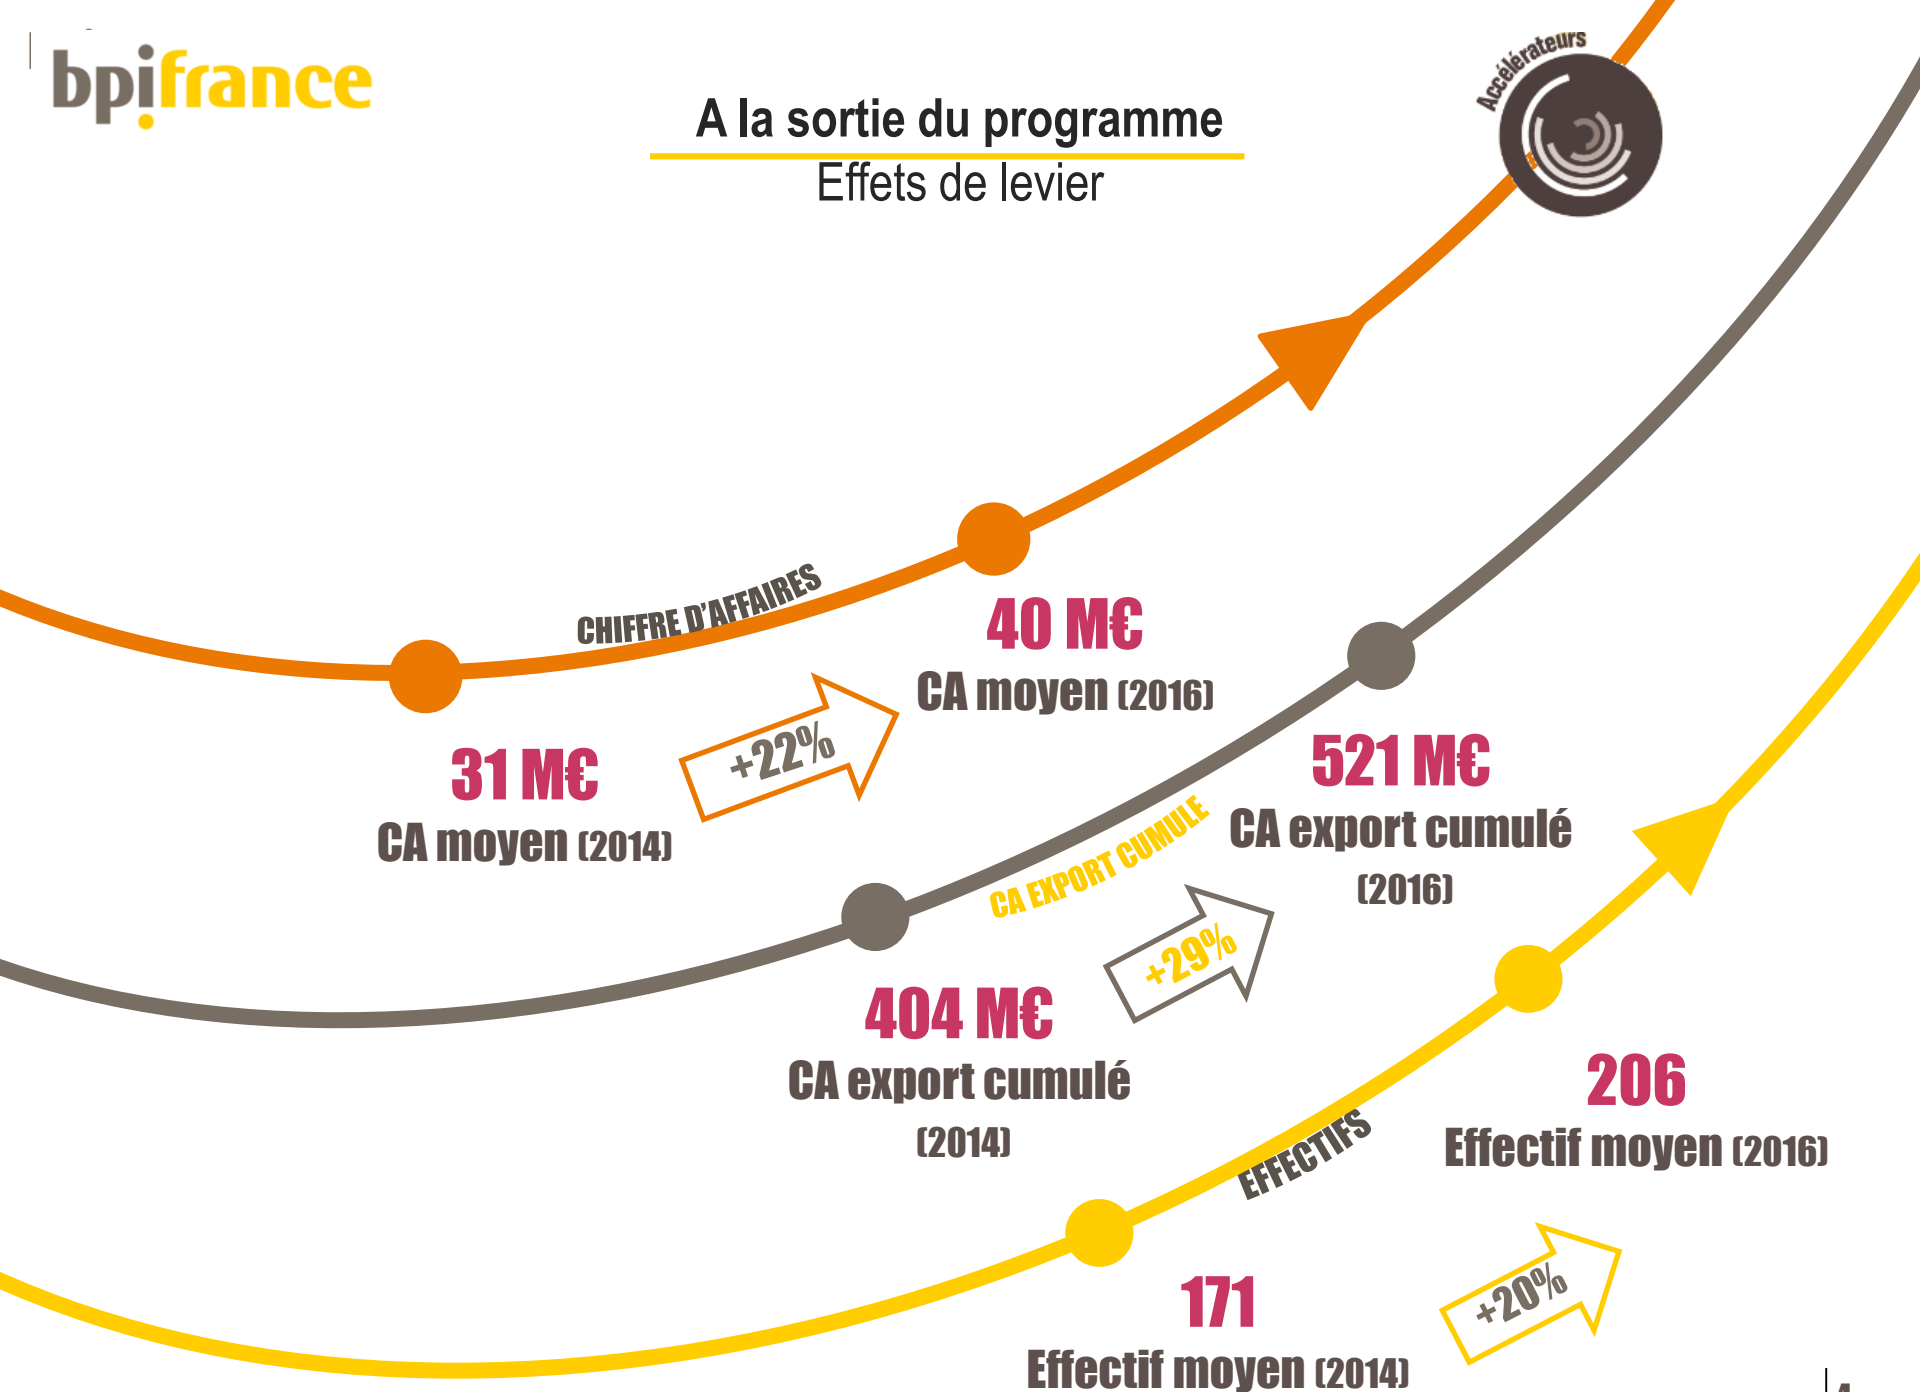 bpifrance
Accélérateurs
A la sortie du programme
Effets de levier
CHIFFRE D'AFFAIRES
40 M€
CA moyen (2016)
31 M€
CA moyen (2014)
+22%
521 M€
CA export cumulé
(2016)
CA EXPORT CUMULE
+29%
404 M€
CA export cumulé
(2014)
206
Effectif moyen (2016)
EFFECTIFS
+20%
171
Effectif moyen (2014)